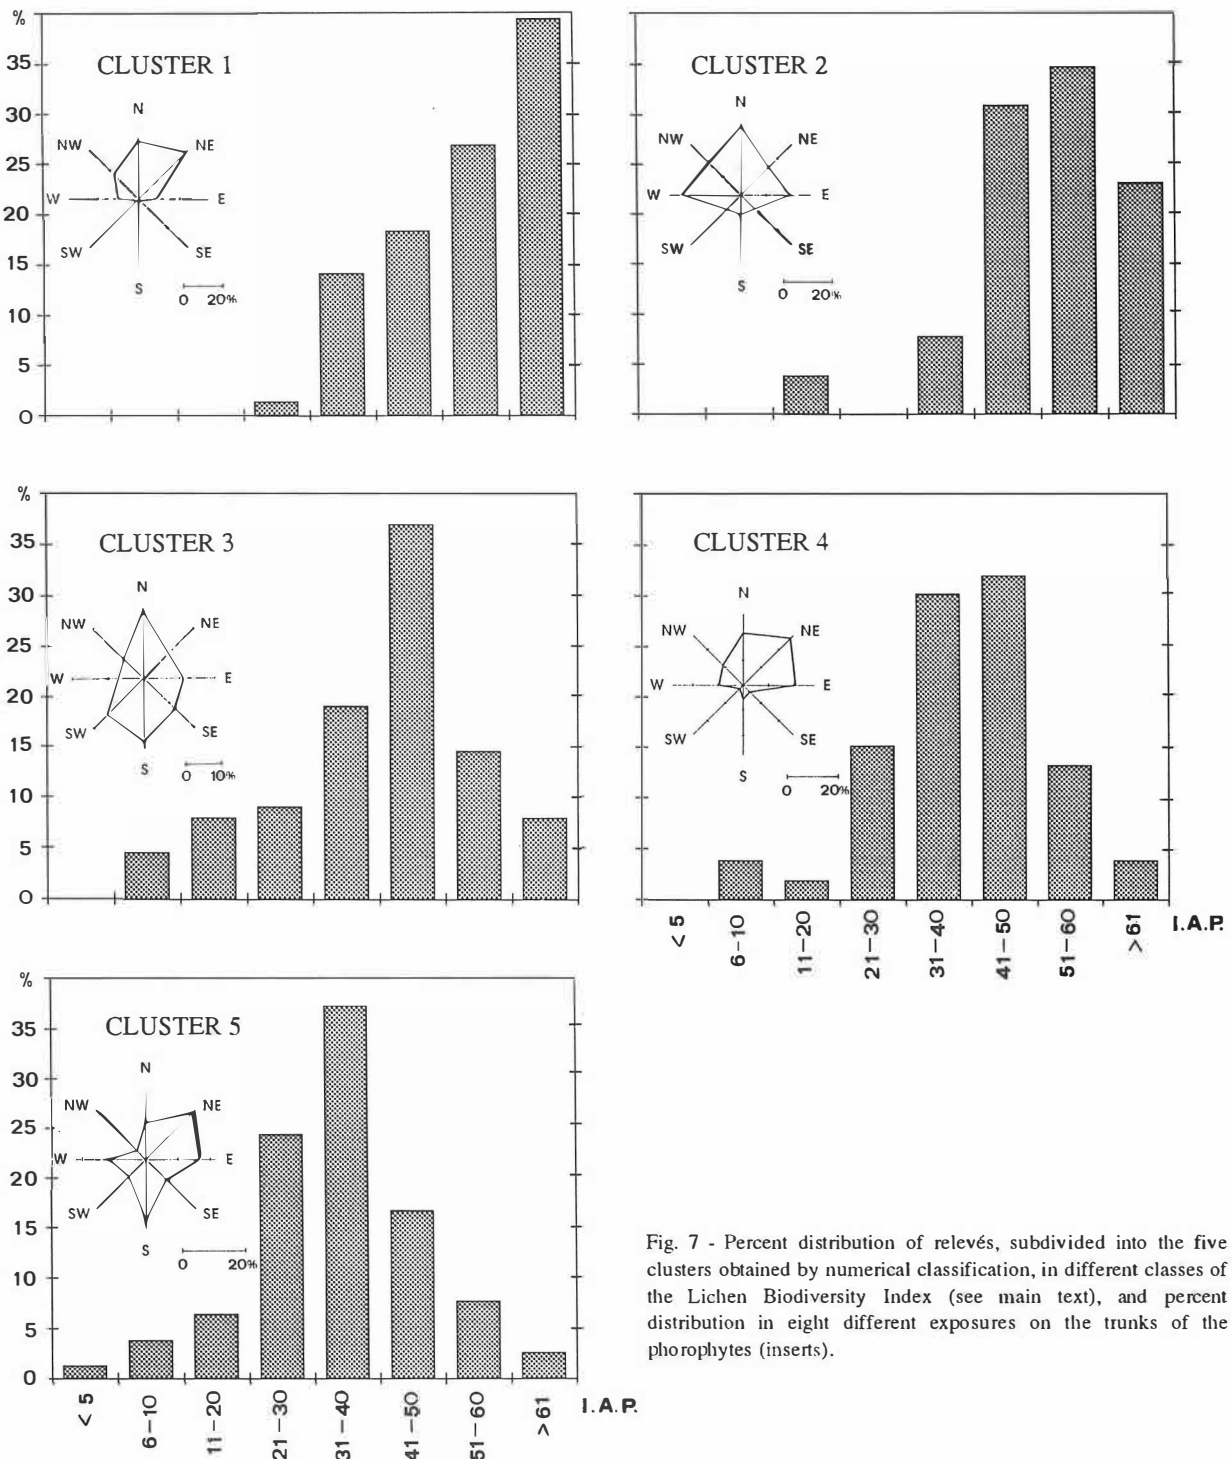 %
35
30
25
20
15
10
5
0
CLUSTER 1
N
NW
NE
W
E
SW
SE
S
0 20%
CLUSTER 2
N
NW
NE
W
E
SW
SE
S
0 20%
%
35
30
25
20
15
10
5
0
CLUSTER 3
N
NW
NE
W
E
SW
SE
S
0 10%
CLUSTER 4
N
NW
NE
W
E
SW
SE
S
0 20%
< 5
6-10
11-20
21-30
31-40
41-50
51-60
> 61
I.A.P.
%
35
30
25
20
15
10
5
0
CLUSTER 5
N
NW
NE
W
E
SW
SE
S
0 20%
< 5
6-10
11-20
21-30
31-40
41-50
51-60
> 61
I.A.P.
Fig. 7 - Percent distribution of relevés, subdivided into the five
clusters obtained by numerical classification, in different classes of
the Lichen Biodiversity Index (see main text), and percent
distribution in eight different exposures on the trunks of the
phorophytes (inserts).